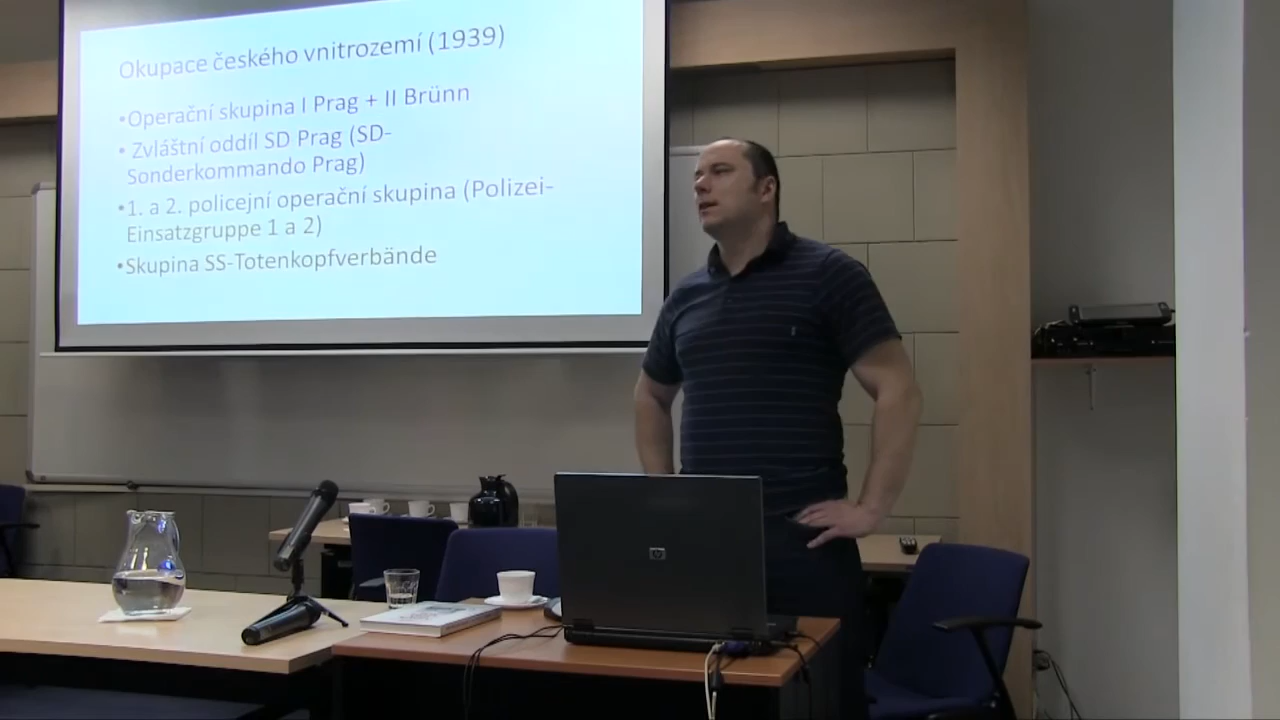 Okupace českého vnitrozemí (1939)
•Operační skupina I Prag + II Brünn
• Zvláštní oddíl SD Prag (SD-
Sonderkommando Prag)
•1. a 2. policejní operační skupina (Polizei-
Einsatzgruppe 1 a 2)
•Skupina SS-Totenkopfverbände
hp